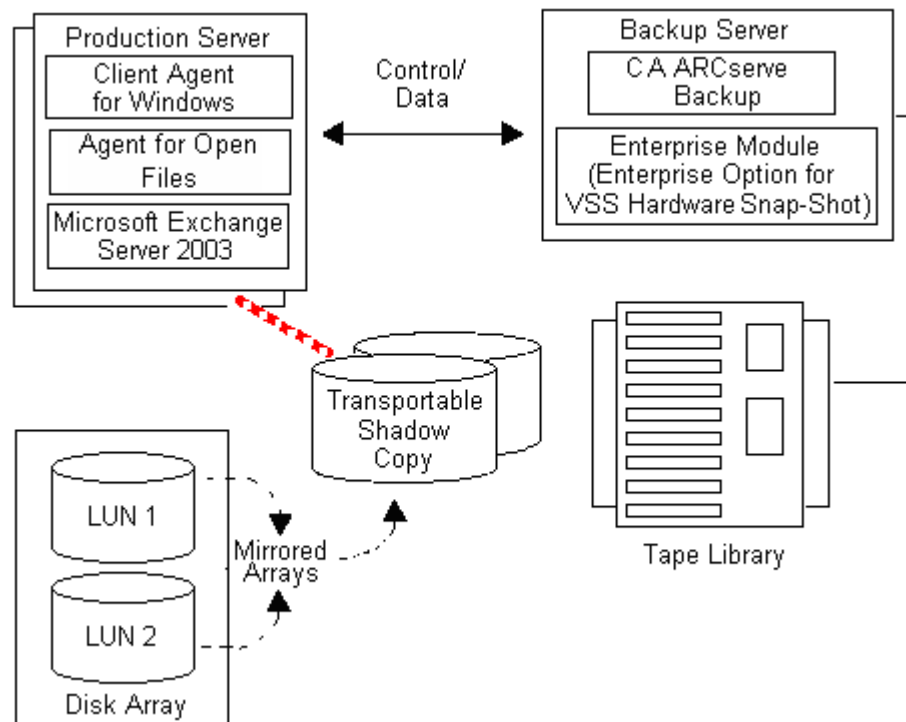 Production Server
Client Agent
for Windows
Agent for Open
Files
Microsoft Exchange
Server 2003
Control/
Data
Backup Server
CA ARCserve
Backup
Enterprise Module
(Enterprise Option for
VSS Hardware Snap-Shot)
Transportable
Shadow
Copy
LUN 1
LUN 2
Mirrored
Arrays
Disk Array
Tape Library